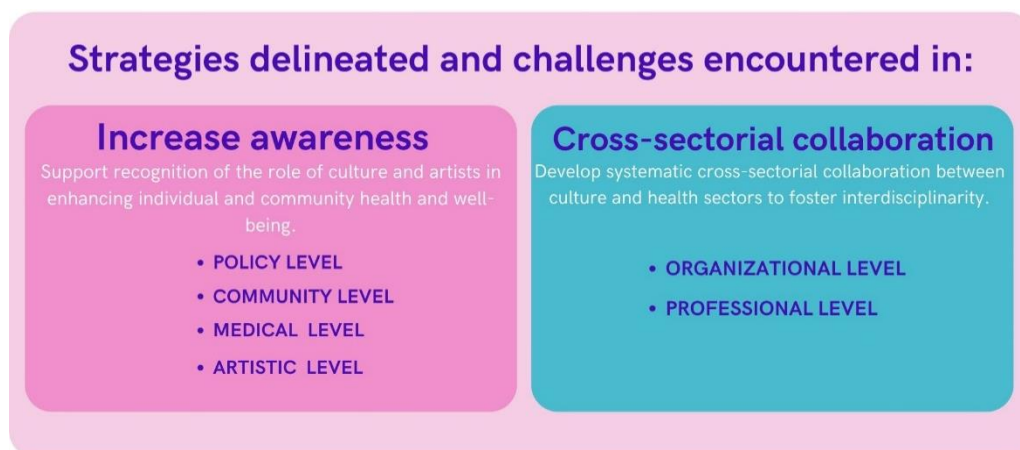 Strategies delineated and challenges encountered in:
Increase awareness
Support recognition of the role of culture and artists in
enhancing individual and community health and well-
being.
• POLICY LEVEL
• COMMUNITY LEVEL
• MEDICAL LEVEL
• ARTISTIC LEVEL
Cross-sectorial collaboration
Develop systematic cross-sectorial collaboration between
culture and health sectors to foster interdisciplinarity.
• ORGANIZATIONAL LEVEL
• PROFESSIONAL LEVEL